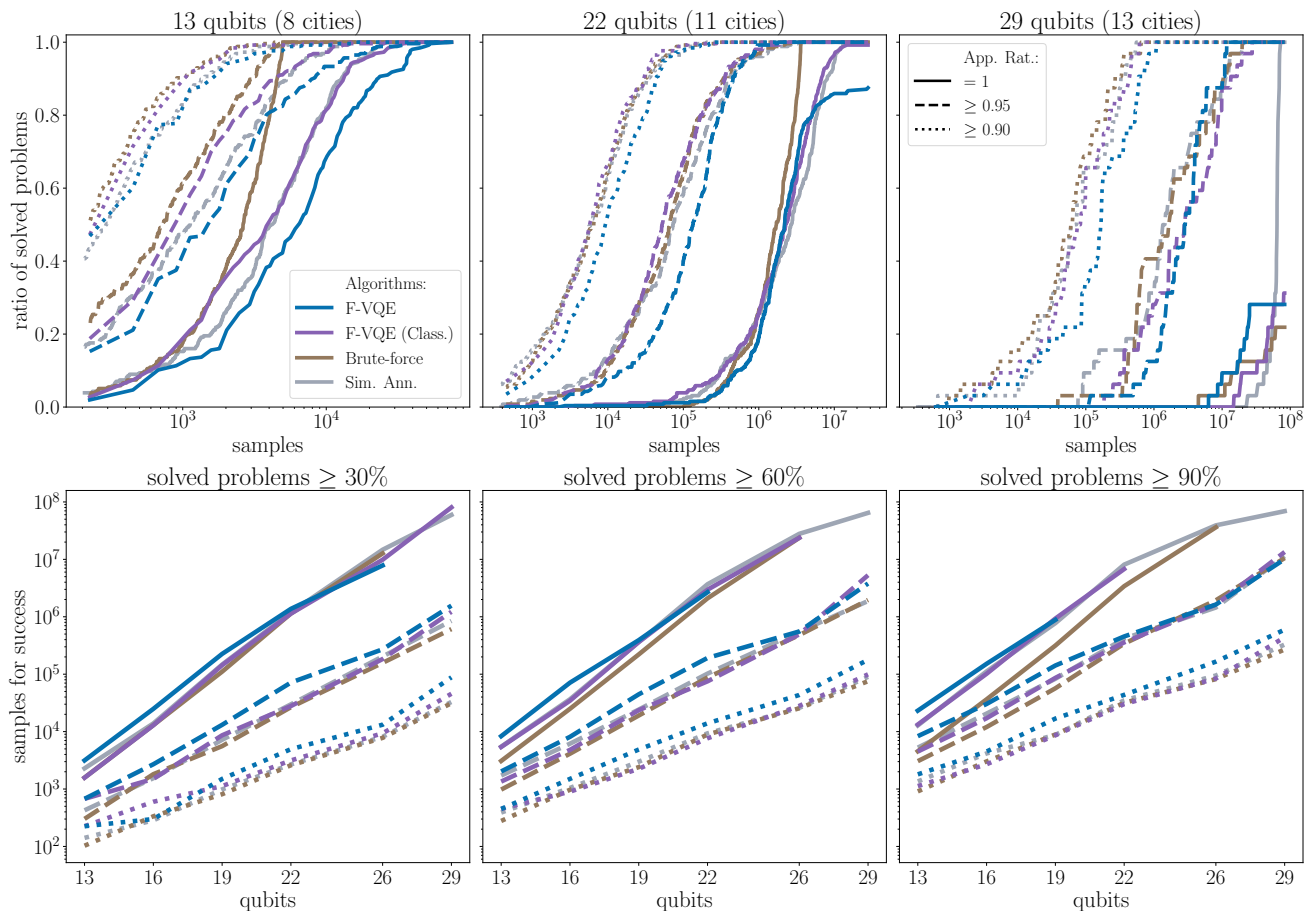 13 qubits (8 cities)
22 qubits (11 cities)
29 qubits (13 cities)
ratio of solved problems
1.0
0.8
0.6
0.4
0.2
0.0
Algorithms:
F-VQE
F-VQE (Class.)
Brute-force
Sim. Ann.
App. Rat.:
= 1
≥ 0.95
≥ 0.90
10³ 10⁴
10³ 10⁴ 10⁵ 10⁶ 10⁷
10³ 10⁴ 10⁵ 10⁶ 10⁷ 10⁸
samples
samples
samples
solved problems ≥ 30%
solved problems ≥ 60%
solved problems ≥ 90%
samples for success
10⁸
10⁷
10⁶
10⁵
10⁴
10³
10²
13 16 19 22 26 29
13 16 19 22 26 29
13 16 19 22 26 29
qubits
qubits
qubits